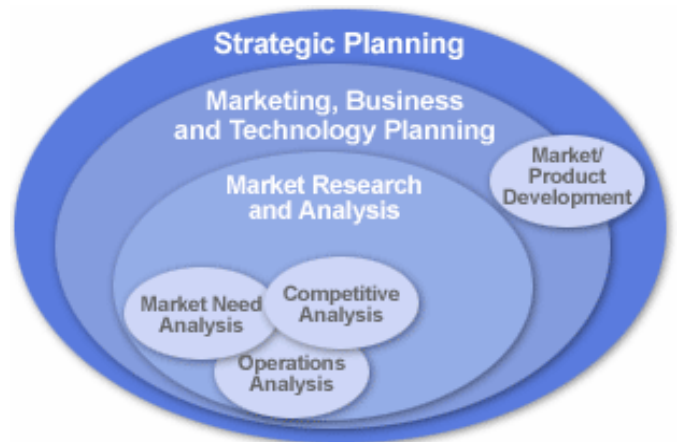 Strategic Planning
Marketing, Business
and Technology Planning
Market/
Product
Development
Market Research
and Analysis
Market Need
Analysis
Competitive
Analysis
Operations
Analysis